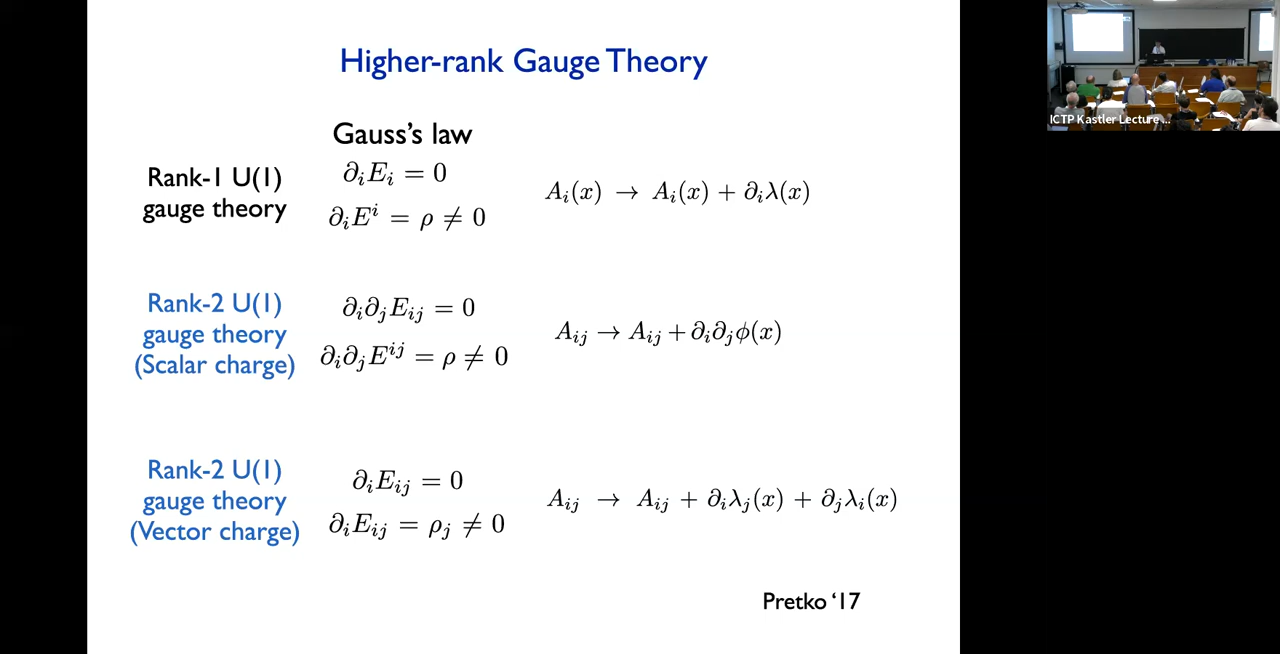 Higher-rank Gauge Theory
Gauss's law
Rank-1 U(1)
gauge theory
∂ᵢEᵢ = 0
∂ᵢEⁱ = ρ ≠ 0
Aᵢ(x) → Aᵢ(x) + ∂ᵢλ(x)
Rank-2 U(1)
gauge theory
(Scalar charge)
∂ᵢ∂ⱼEᵢⱼ = 0
∂ᵢ∂ⱼEⁱʲ = ρ ≠ 0
Aᵢⱼ → Aᵢⱼ + ∂ᵢ∂ⱼϕ(x)
Rank-2 U(1)
gauge theory
(Vector charge)
∂ᵢEᵢⱼ = 0
∂ᵢEᵢⱼ = ρⱼ ≠ 0
Aᵢⱼ → Aᵢⱼ + ∂ᵢλⱼ(x) + ∂ⱼλᵢ(x)
Pretko '17
ICTP Kastler Lecture ...